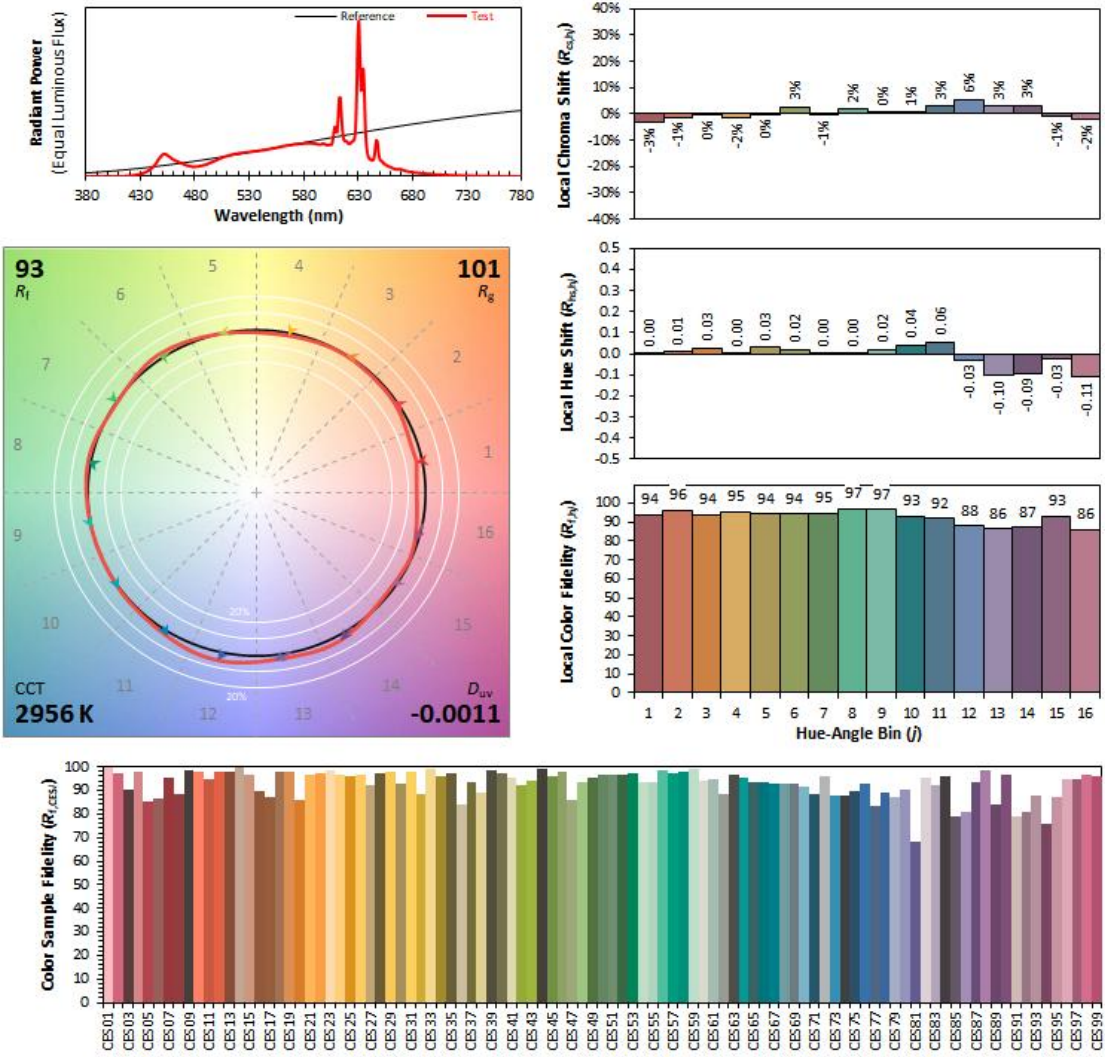 Reference Test
Radiant Power
(Equal Luminous Flux)
380 430 480 530 580 630 680 730 780
Wavelength (nm)
Local Chroma Shift (Rcs,hj)
40%
30%
20%
10%
0%
-10%
-20%
-30%
-40%
-3% -1% 0% -2% 0% 3% -1% 2% 0% 1% 3% 6% 3% 3% -1% -2%
93
Rf
101
Rg
5 4
6 3
7 2
8 1
9 16
10 15
11 14
12 13
20%
20%
CCT
2956 K
Duv
-0.0011
Local Hue Shift (Rhs,hj)
0.5
0.4
0.3
0.2
0.1
0.0
-0.1
-0.2
-0.3
-0.4
-0.5
0.00 0.01 0.03 0.00 0.03 0.02 0.00 0.00 0.02 0.04 0.06 -0.03 -0.10 -0.09 -0.03 -0.11
Local Color Fidelity (Rf,hj)
100
90
80
70
60
50
40
30
20
10
0
94 96 94 95 94 94 95 97 97 93 92 88 86 87 93 86
1 2 3 4 5 6 7 8 9 10 11 12 13 14 15 16
Hue-Angle Bin (j)
Color Sample Fidelity (Rf,CESi)
100
90
80
70
60
50
40
30
20
10
0
CES01 CES03 CES05 CES07 CES09 CES11 CES13 CES15 CES17 CES19 CES21 CES23 CES25 CES27 CES29 CES31 CES33 CES35 CES37 CES39 CES41 CES43 CES45 CES47 CES49 CES51 CES53 CES55 CES57 CES59 CES61 CES63 CES65 CES67 CES69 CES71 CES73 CES75 CES77 CES79 CES81 CES83 CES85 CES87 CES89 CES91 CES93 CES95 CES97 CES99